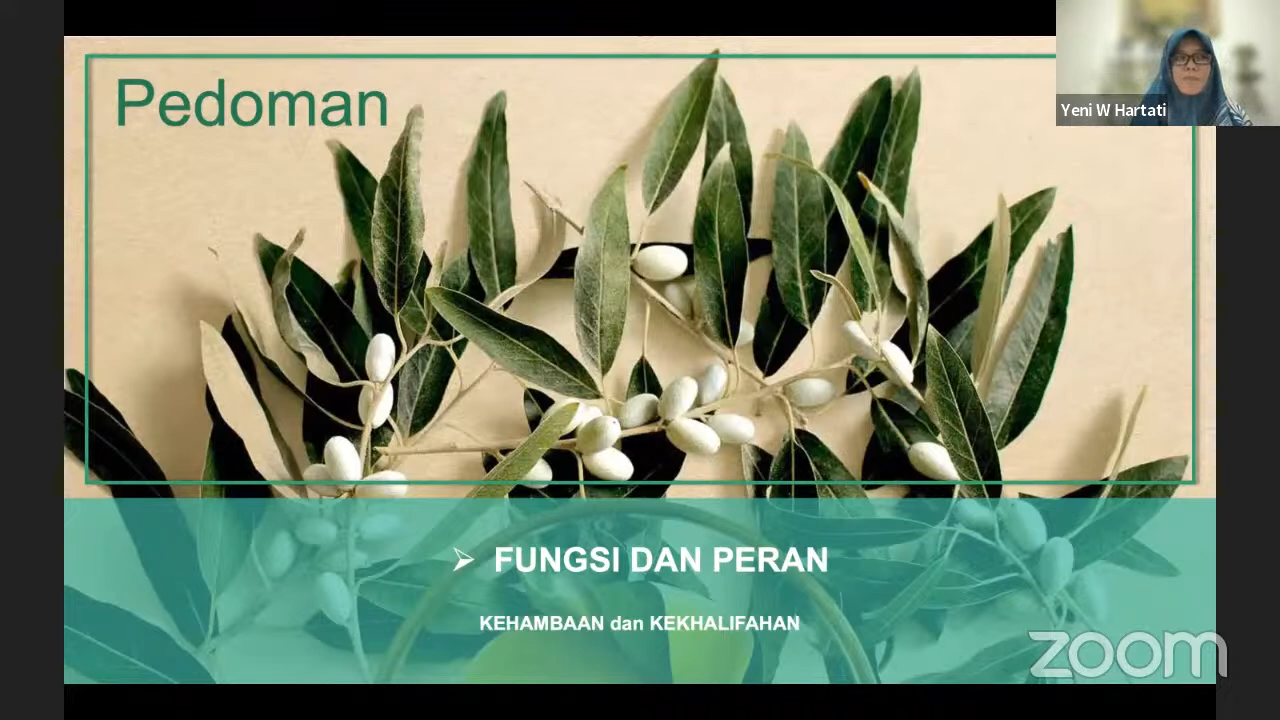 Pedoman
Yeni W Hartati
➢ FUNGSI DAN PERAN
KEHAMBAAN dan KEKHALIFAHAN
zoom